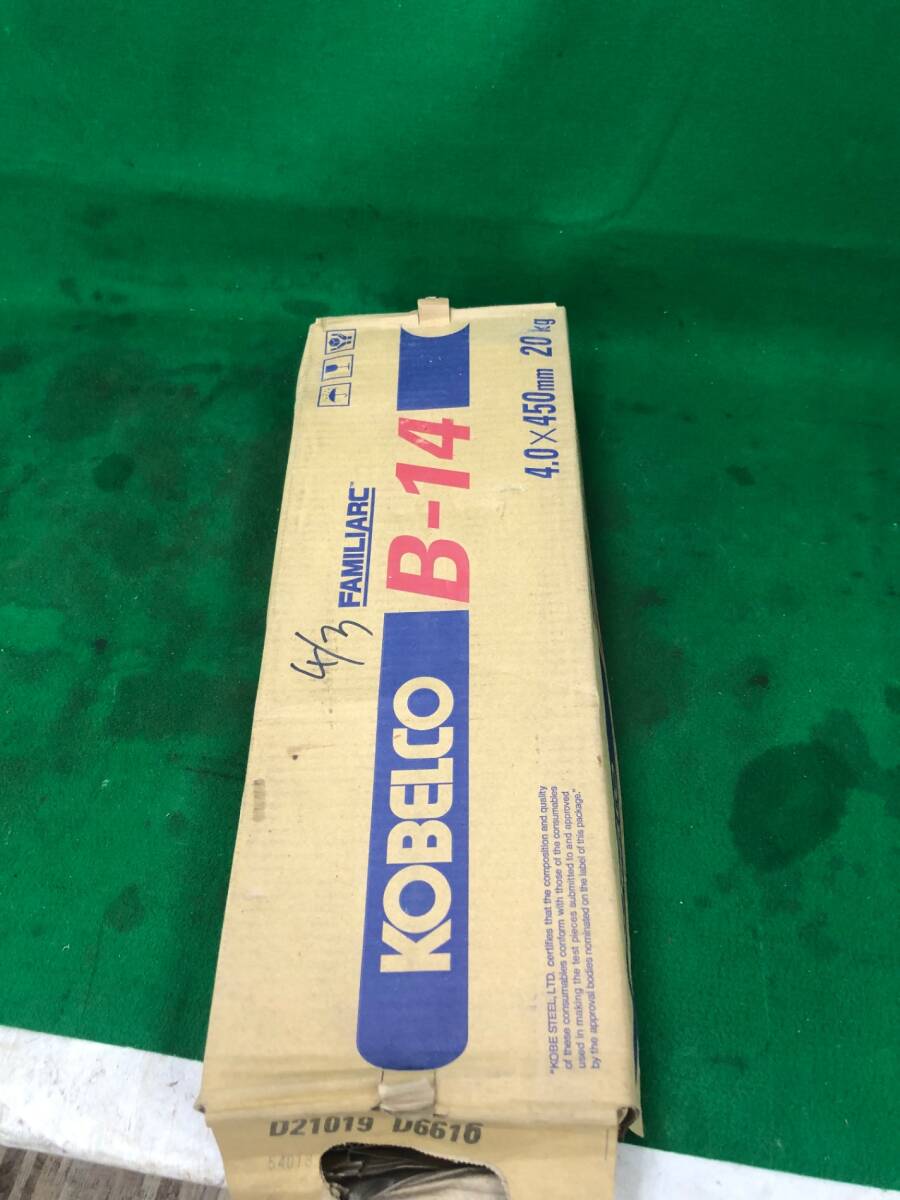 FAMILIARC™
KOBELCO B-14
4/3
4.0×450mm 20kg
"KOBE STEEL, LTD. certifies that the composition and quality
of these consumables conform with those of the consumables
used in making the test pieces submitted to and approved
by the approval bodies nominated on the label of this package."
D21019 D6616